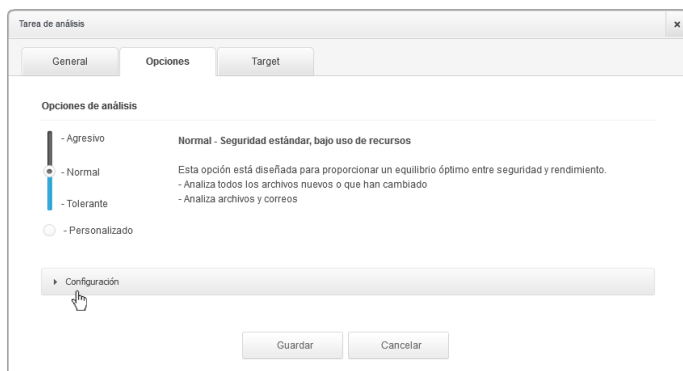 Tarea de análisis
x
General
Opciones
Target
Opciones de análisis
- Agresivo
- Normal
- Tolerante
- Personalizado
Normal - Seguridad estándar, bajo uso de recursos
Esta opción está diseñada para proporcionar un equilibrio óptimo entre seguridad y rendimiento.
- Analiza todos los archivos nuevos o que han cambiado
- Analiza archivos y correos
Configuración
Guardar
Cancelar